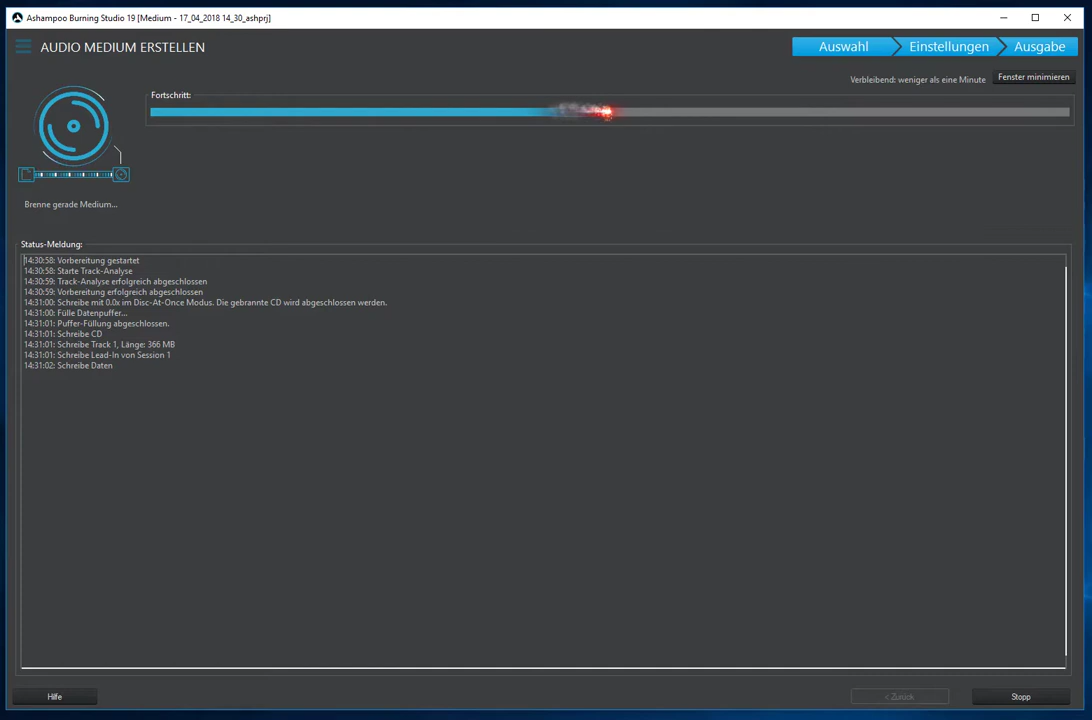 Ashampoo Burning Studio 19 [Medium - 17_04_2018 14_30_ashprj]
AUDIO MEDIUM ERSTELLEN
Auswahl
Einstellungen
Ausgabe
Verbleibend: weniger als eine Minute
Fenster minimieren
Fortschritt:
Brenne gerade Medium...
Status-Meldung:
14:30:58: Vorbereitung gestartet
14:30:58: Starte Track-Analyse
14:30:59: Track-Analyse erfolgreich abgeschlossen
14:30:59: Vorbereitung erfolgreich abgeschlossen
14:31:00: Schreibe mit 0.0x im Disc-At-Once Modus. Die gebrannte CD wird abgeschlossen werden.
14:31:00: Fülle Datenpuffer...
14:31:01: Puffer-Füllung abgeschlossen.
14:31:01: Schreibe CD
14:31:01: Schreibe Track 1, Länge: 366 MB
14:31:01: Schreibe Lead-In von Session 1
14:31:02: Schreibe Daten
Hilfe
< Zurück
Stopp